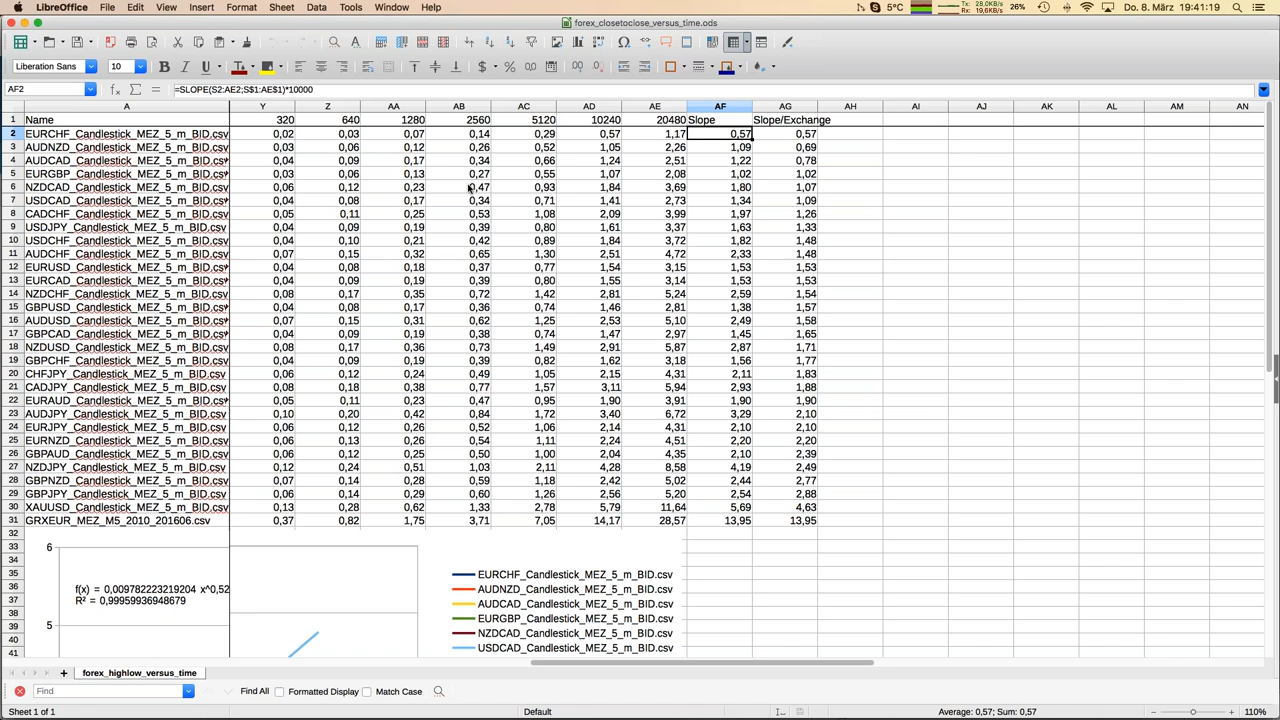 LibreOffice File Edit View Insert Format Sheet Data Tools Window Help 5°C Tx: 28,0KB/s Rx: 19,6KB/s 26% Do. 8. März 19:41:19
forex_closetoclose_versus_time.ods
Liberation Sans 10
AF2 =SLOPE(S2:AE2;S$1:AE$1)*10000
A Y Z AA AB AC AD AE AF AG AH AI AJ AK AL AM AN
1 Name 320 640 1280 2560 5120 10240 20480 Slope Slope/Exchange
2 EURCHF_Candlestick_MEZ_5_m_BID.csv 0,02 0,03 0,07 0,14 0,29 0,57 1,17 0,57 0,57
3 AUDNZD_Candlestick_MEZ_5_m_BID.csv 0,03 0,06 0,12 0,26 0,52 1,05 2,26 1,09 0,69
4 AUDCAD_Candlestick_MEZ_5_m_BID.csv 0,04 0,09 0,17 0,34 0,66 1,24 2,51 1,22 0,78
5 EURGBP_Candlestick_MEZ_5_m_BID.csv 0,03 0,06 0,13 0,27 0,55 1,07 2,08 1,02 1,02
6 NZDCAD_Candlestick_MEZ_5_m_BID.csv 0,06 0,12 0,23 0,47 0,93 1,84 3,69 1,80 1,07
7 USDCAD_Candlestick_MEZ_5_m_BID.csv 0,04 0,08 0,17 0,34 0,71 1,41 2,73 1,34 1,09
8 CADCHF_Candlestick_MEZ_5_m_BID.csv 0,05 0,11 0,25 0,53 1,08 2,09 3,99 1,97 1,26
9 USDJPY_Candlestick_MEZ_5_m_BID.csv 0,04 0,09 0,19 0,39 0,80 1,61 3,37 1,63 1,33
10 USDCHF_Candlestick_MEZ_5_m_BID.csv 0,04 0,10 0,21 0,42 0,89 1,84 3,72 1,82 1,48
11 AUDCHF_Candlestick_MEZ_5_m_BID.csv 0,07 0,15 0,32 0,65 1,30 2,51 4,72 2,33 1,48
12 EURUSD_Candlestick_MEZ_5_m_BID.csv 0,04 0,08 0,18 0,37 0,77 1,54 3,15 1,53 1,53
13 EURCAD_Candlestick_MEZ_5_m_BID.csv 0,04 0,09 0,19 0,39 0,80 1,55 3,14 1,53 1,53
14 NZDCHF_Candlestick_MEZ_5_m_BID.csv 0,08 0,17 0,35 0,72 1,42 2,81 5,24 2,59 1,54
15 GBPUSD_Candlestick_MEZ_5_m_BID.csv 0,04 0,08 0,17 0,36 0,74 1,46 2,81 1,38 1,57
16 AUDUSD_Candlestick_MEZ_5_m_BID.csv 0,07 0,15 0,31 0,62 1,25 2,53 5,10 2,49 1,58
17 GBPCAD_Candlestick_MEZ_5_m_BID.csv 0,04 0,09 0,19 0,38 0,74 1,47 2,97 1,45 1,65
18 NZDUSD_Candlestick_MEZ_5_m_BID.csv 0,08 0,17 0,36 0,73 1,49 2,91 5,87 2,87 1,71
19 GBPCHF_Candlestick_MEZ_5_m_BID.csv 0,04 0,09 0,19 0,39 0,82 1,62 3,18 1,56 1,77
20 CHFJPY_Candlestick_MEZ_5_m_BID.csv 0,06 0,12 0,24 0,49 1,05 2,15 4,31 2,11 1,83
21 CADJPY_Candlestick_MEZ_5_m_BID.csv 0,08 0,18 0,38 0,77 1,57 3,11 5,94 2,93 1,88
22 EURAUD_Candlestick_MEZ_5_m_BID.csv 0,05 0,11 0,23 0,47 0,95 1,90 3,91 1,90 1,90
23 AUDJPY_Candlestick_MEZ_5_m_BID.csv 0,10 0,20 0,42 0,84 1,72 3,40 6,72 3,29 2,10
24 EURJPY_Candlestick_MEZ_5_m_BID.csv 0,06 0,12 0,26 0,52 1,06 2,14 4,31 2,10 2,10
25 EURNZD_Candlestick_MEZ_5_m_BID.csv 0,06 0,13 0,26 0,54 1,11 2,24 4,51 2,20 2,20
26 GBPAUD_Candlestick_MEZ_5_m_BID.csv 0,06 0,12 0,25 0,50 1,00 2,04 4,35 2,10 2,39
27 NZDJPY_Candlestick_MEZ_5_m_BID.csv 0,12 0,24 0,51 1,03 2,11 4,28 8,58 4,19 2,49
28 GBPNZD_Candlestick_MEZ_5_m_BID.csv 0,07 0,14 0,28 0,59 1,18 2,42 5,02 2,44 2,77
29 GBPJPY_Candlestick_MEZ_5_m_BID.csv 0,06 0,14 0,29 0,60 1,26 2,56 5,20 2,54 2,88
30 XAUUSD_Candlestick_MEZ_5_m_BID.csv 0,13 0,28 0,62 1,33 2,78 5,79 11,64 5,69 4,63
31 GRXEUR_MEZ_M5_2010_201606.csv 0,37 0,82 1,75 3,71 7,05 14,17 28,57 13,95 13,95
32
33 6
34
35 EURCHF_Candlestick_MEZ_5_m_BID.csv
36 f(x) = 0,009782223219204 x^0,52 AUDNZD_Candlestick_MEZ_5_m_BID.csv
37 R² = 0,99959936948679 AUDCAD_Candlestick_MEZ_5_m_BID.csv
38 EURGBP_Candlestick_MEZ_5_m_BID.csv
39 5 NZDCAD_Candlestick_MEZ_5_m_BID.csv
40 USDCAD_Candlestick_MEZ_5_m_BID.csv
41
forex_highlow_versus_time
Find Find All Formatted Display Match Case
Sheet 1 of 1 Default Average: 0,57; Sum: 0,57 110%